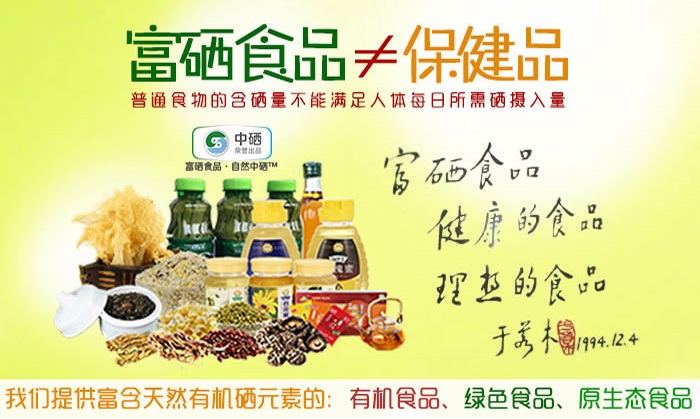 富硒食品≠保健品
普通食物的含硒量不能满足人体每日所需硒摄入量
中硒
荣誉出品
富硒食品·自然中硒™
富硒食品
健康的食品
理想的食品
于若木 1994.12.4
我们提供富含天然有机硒元素的：有机食品、绿色食品、原生态食品